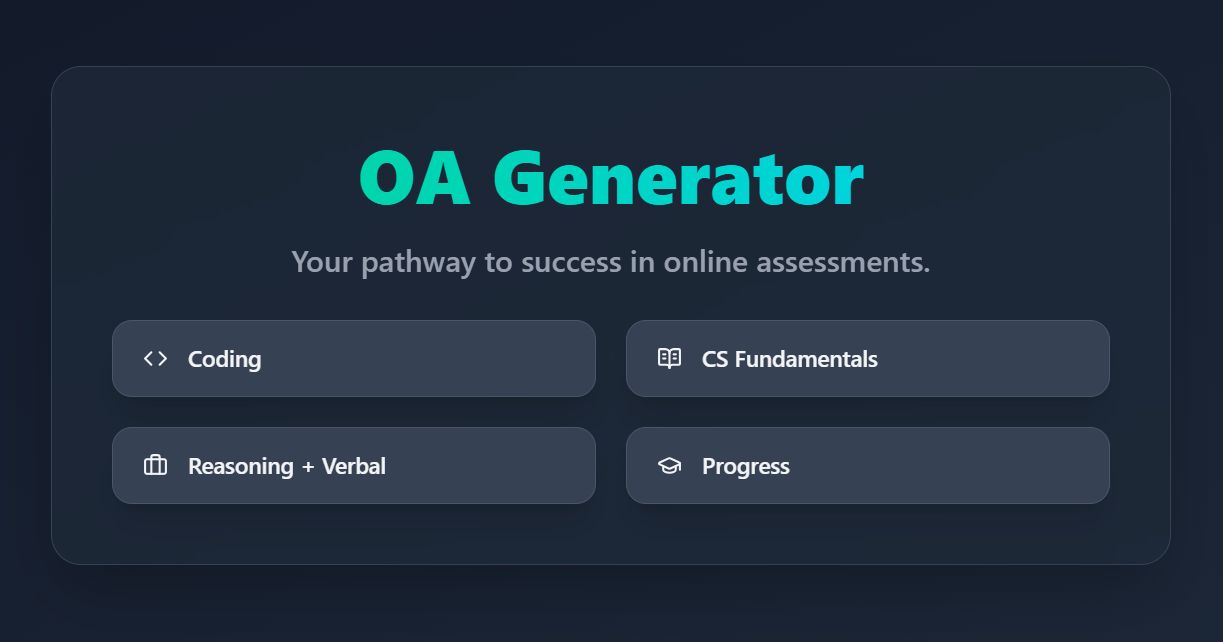 OA Generator
Your pathway to success in online assessments.
Coding
CS Fundamentals
Reasoning + Verbal
Progress